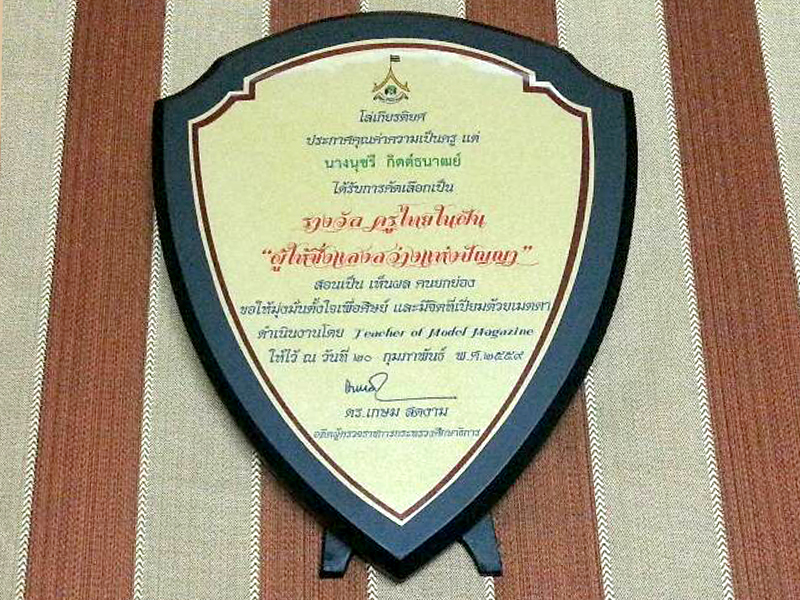 โล่เกียรติยศ
ประกาศคุณค่าความเป็นครู แด่
นางนุชรี กิตต์ธนาฒย์
ได้รับการคัดเลือกเป็น
รางวัล ครูไทยในฝัน
“ผู้ให้ซึ่งแสงสว่างแห่งปัญญา”
สอนเป็น เห็นผล คนยกย่อง
ขอให้มุ่งมั่นตั้งใจเพื่อศิษย์ และมีจิตที่เปี่ยมด้วยเมตตา
ดำเนินงานโดย Teacher of Model Magazine
ให้ไว้ ณ วันที่ ๒๐ กุมภาพันธ์ พ.ศ.๒๕๕๙
ดร.เกษม สดงาม
อดีตผู้ตรวจราชการกระทรวงศึกษาธิการ